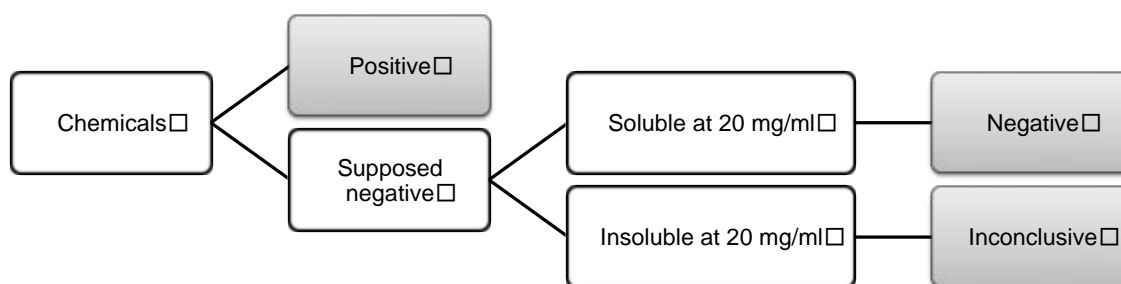 Chemicals□
Positive□
Supposed
negative□
Soluble at 20 mg/ml□
Insoluble at 20 mg/ml□
Negative□
Inconclusive□